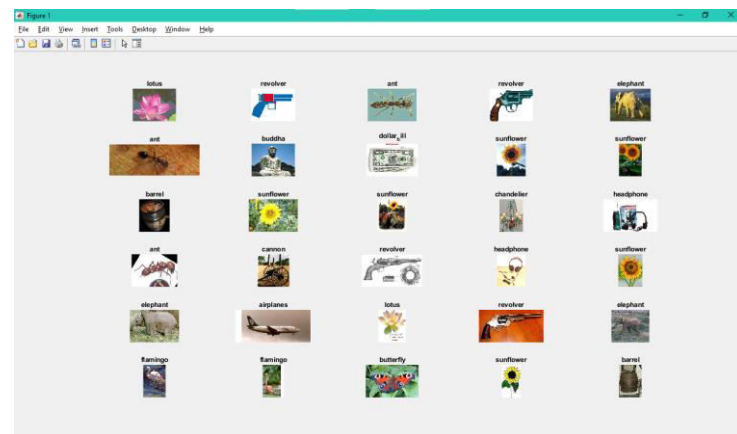 Figure 1
File Edit View Insert Tools Desktop Window Help
lotus revolver ant revolver elephant
ant buddha dollar_bill sunflower sunflower
barrel sunflower sunflower chandelier headphone
ant cannon revolver headphone sunflower
elephant airplanes lotus revolver elephant
flamingo flamingo butterfly sunflower barrel